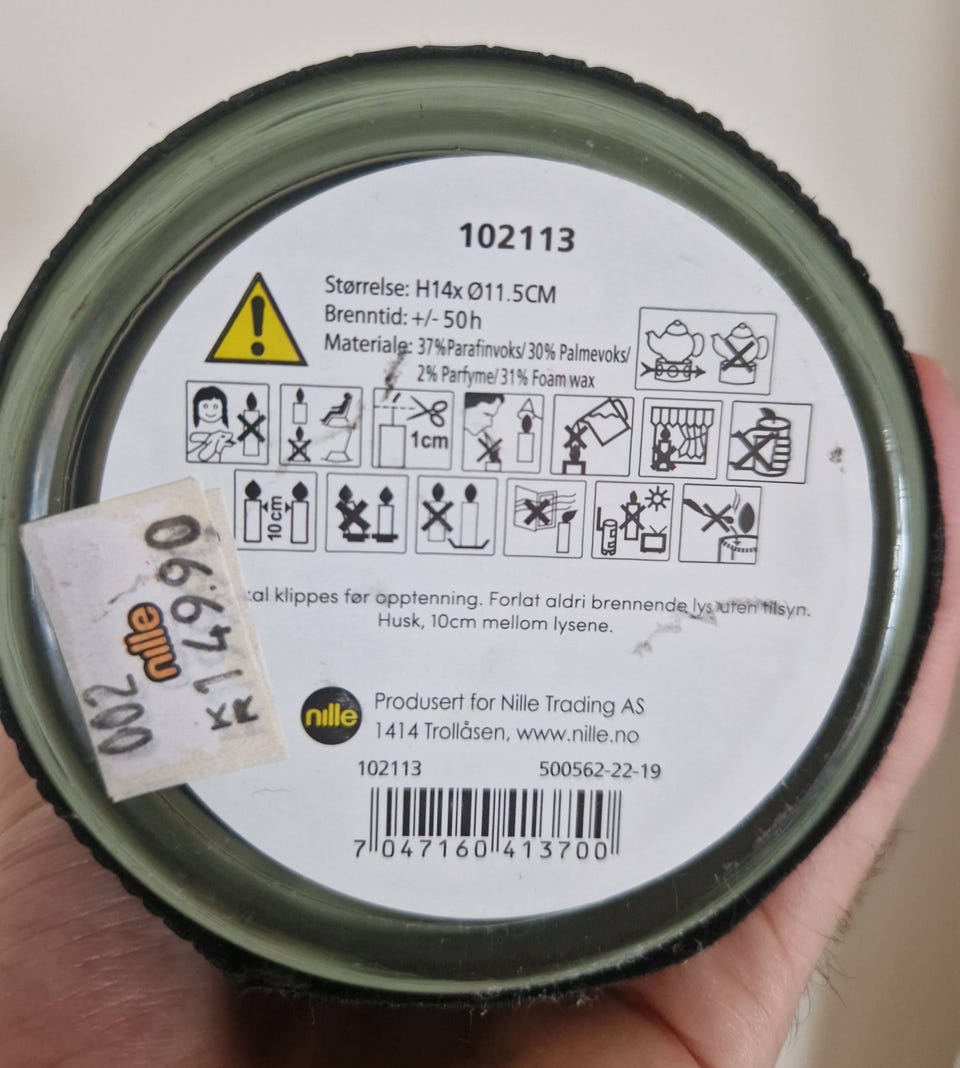 102113
Størrelse: H14x Ø11.5CM
Brenntid: +/- 50h
Materiale: 37%Parafinvoks/ 30% Palmevoks/
2% Parfyme/31% Foam wax
1cm
10 cm
klippes før opptenning. Forlat aldri brennende lys uten tilsyn.
Husk, 10cm mellom lysene.
002
nille
KR 149.90
nille
Produsert for Nille Trading AS
1414 Trollåsen, www.nille.no
102113 500562-22-19
7 047160 413700